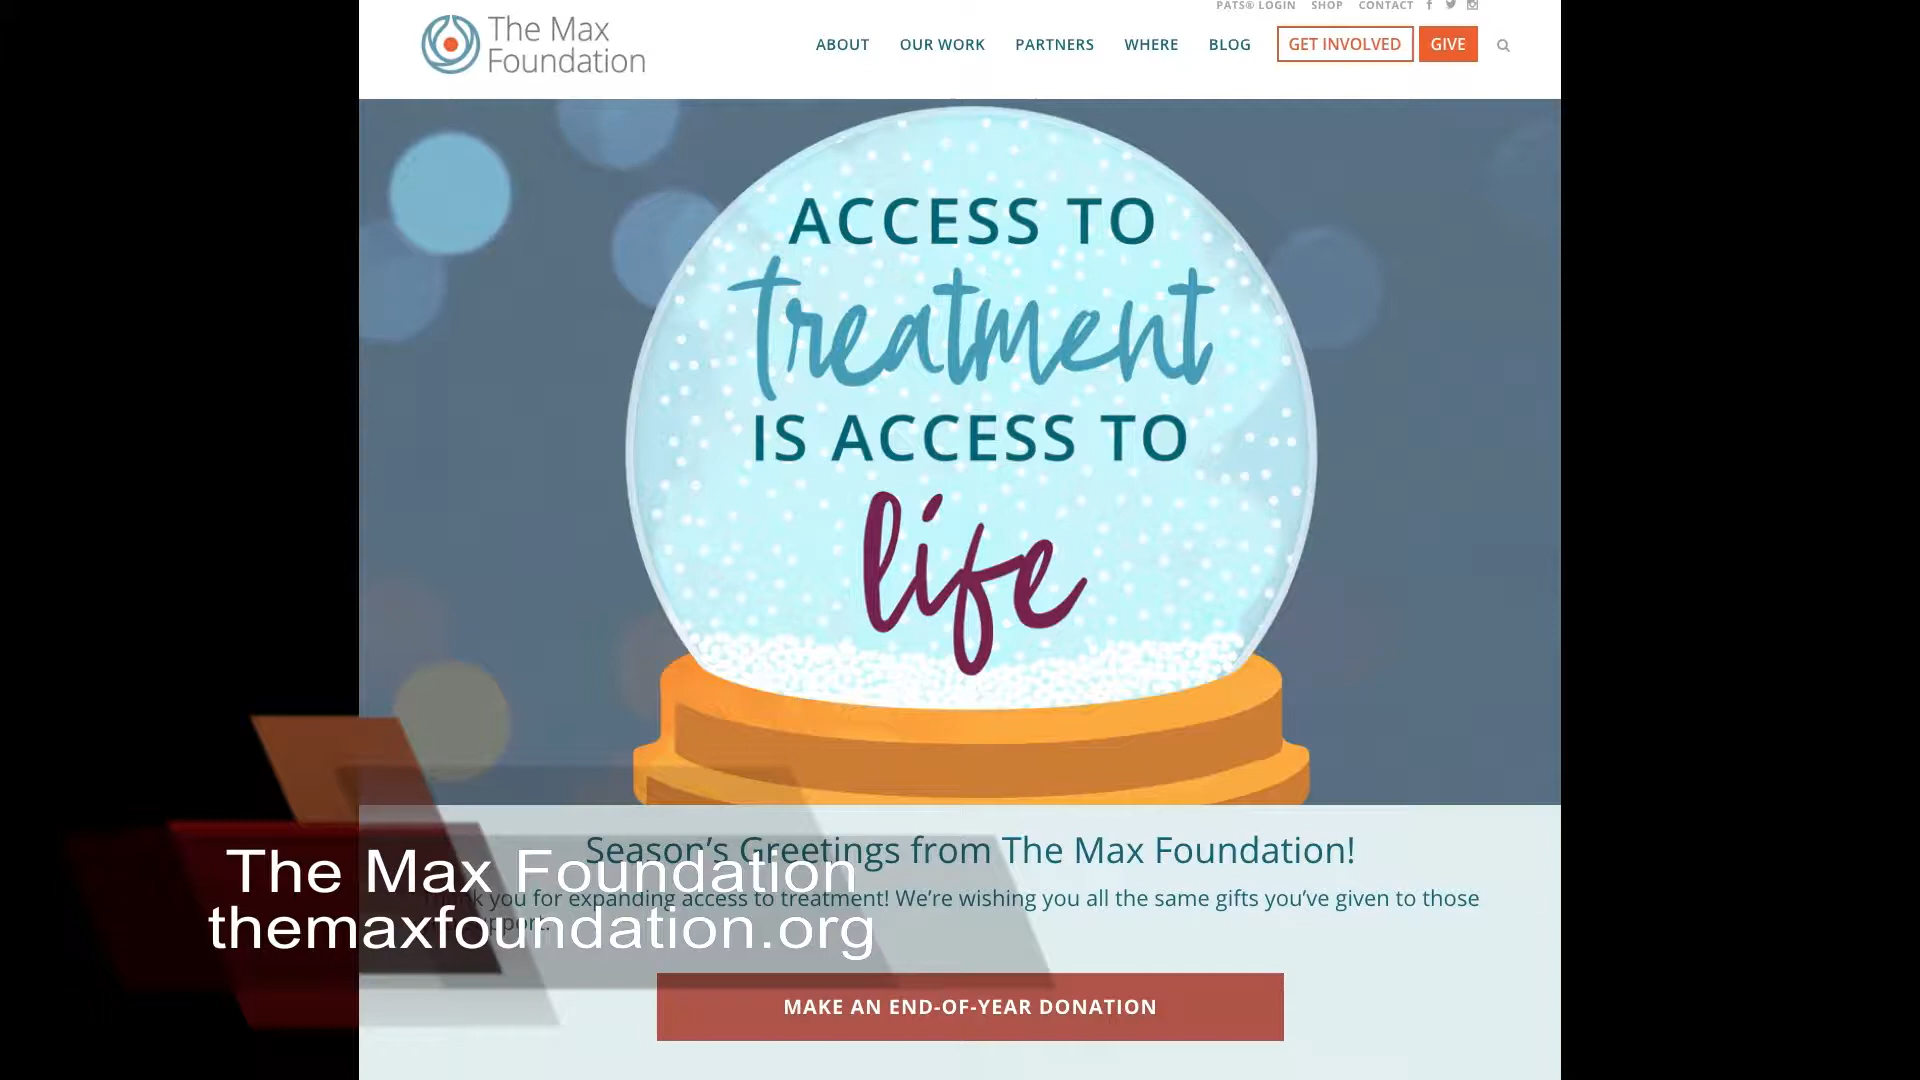 PATS® LOGIN SHOP CONTACT
The Max
Foundation
ABOUT OUR WORK PARTNERS WHERE BLOG GET INVOLVED GIVE
ACCESS TO
treatment
IS ACCESS TO
life
Season's Greetings from The Max Foundation!
you for expanding access to treatment! We're wishing you all the same gifts you've given to those
The Max Foundation
themaxfoundation.org
MAKE AN END-OF-YEAR DONATION